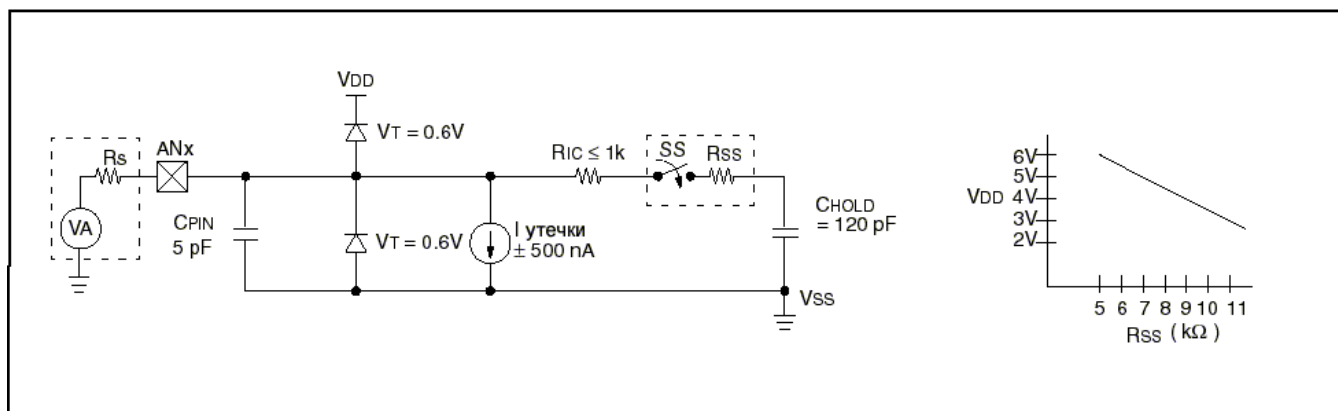 VDD
VT = 0.6V
Rs
ANx
RIC ≤ 1k
SS
RSS
VA
CPIN
5 pF
VT = 0.6V
I утечки
± 500 nA
CHOLD
= 120 pF
VSS
6V
5V
VDD 4V
3V
2V
5 6 7 8 9 10 11
RSS ( kΩ )